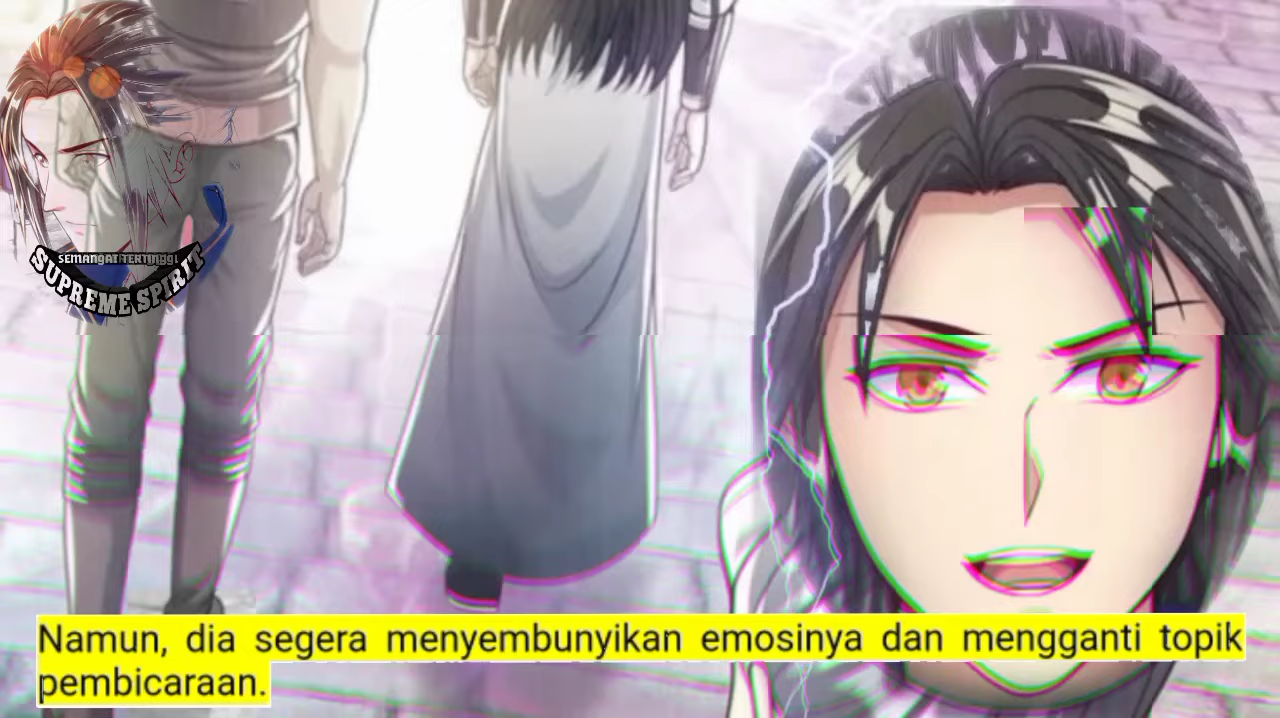 SEMANGAT TERTINGGI
SUPREME SPIRIT
Namun, dia segera menyembunyikan emosinya dan mengganti topik
pembicaraan.